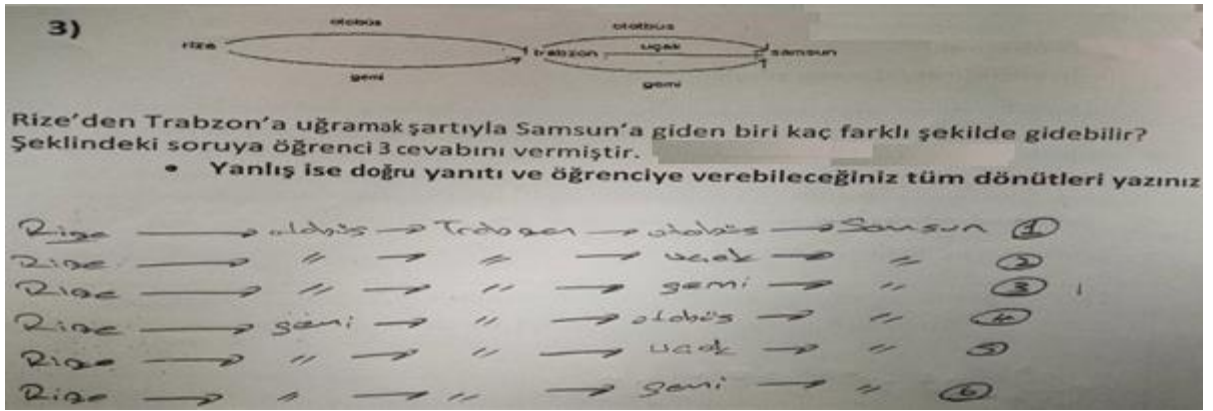 3)
otobüs
ototbüs
rize
trabzon
uçak
samsun
gemi
gemi
Rize'den Trabzon'a uğramak şartıyla Samsun'a giden biri kaç farklı şekilde gidebilir?
Şeklindeki soruya öğrenci 3 cevabını vermiştir.
• Yanlış ise doğru yanıtı ve öğrenciye verebileceğiniz tüm dönütleri yazınız
Rize → otobüs → Trabzon → otobüs → Samsun ①
Rize → " → " → uçak → " ②
Rize → " → " → gemi → " ③
Rize → gemi → " → otobüs → " ④
Rize → " → " → uçak → " ⑤
Rize → " → " → gemi → " ⑥